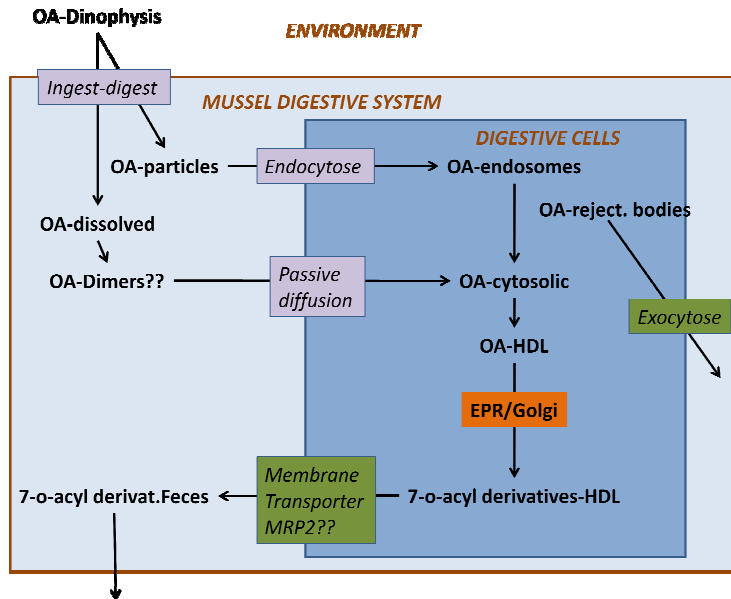 OA-Dinophysis
ENVIRONMENT
Ingest-digest
MUSSEL DIGESTIVE SYSTEM
DIGESTIVE CELLS
OA-particles
Endocytose
OA-endosomes
OA-reject. bodies
OA-dissolved
OA-Dimers??
Passive
diffusion
OA-cytosolic
Exocytose
OA-HDL
EPR/Golgi
7-o-acyl derivat.Feces
Membrane
Transporter
MRP2??
7-o-acyl derivatives-HDL